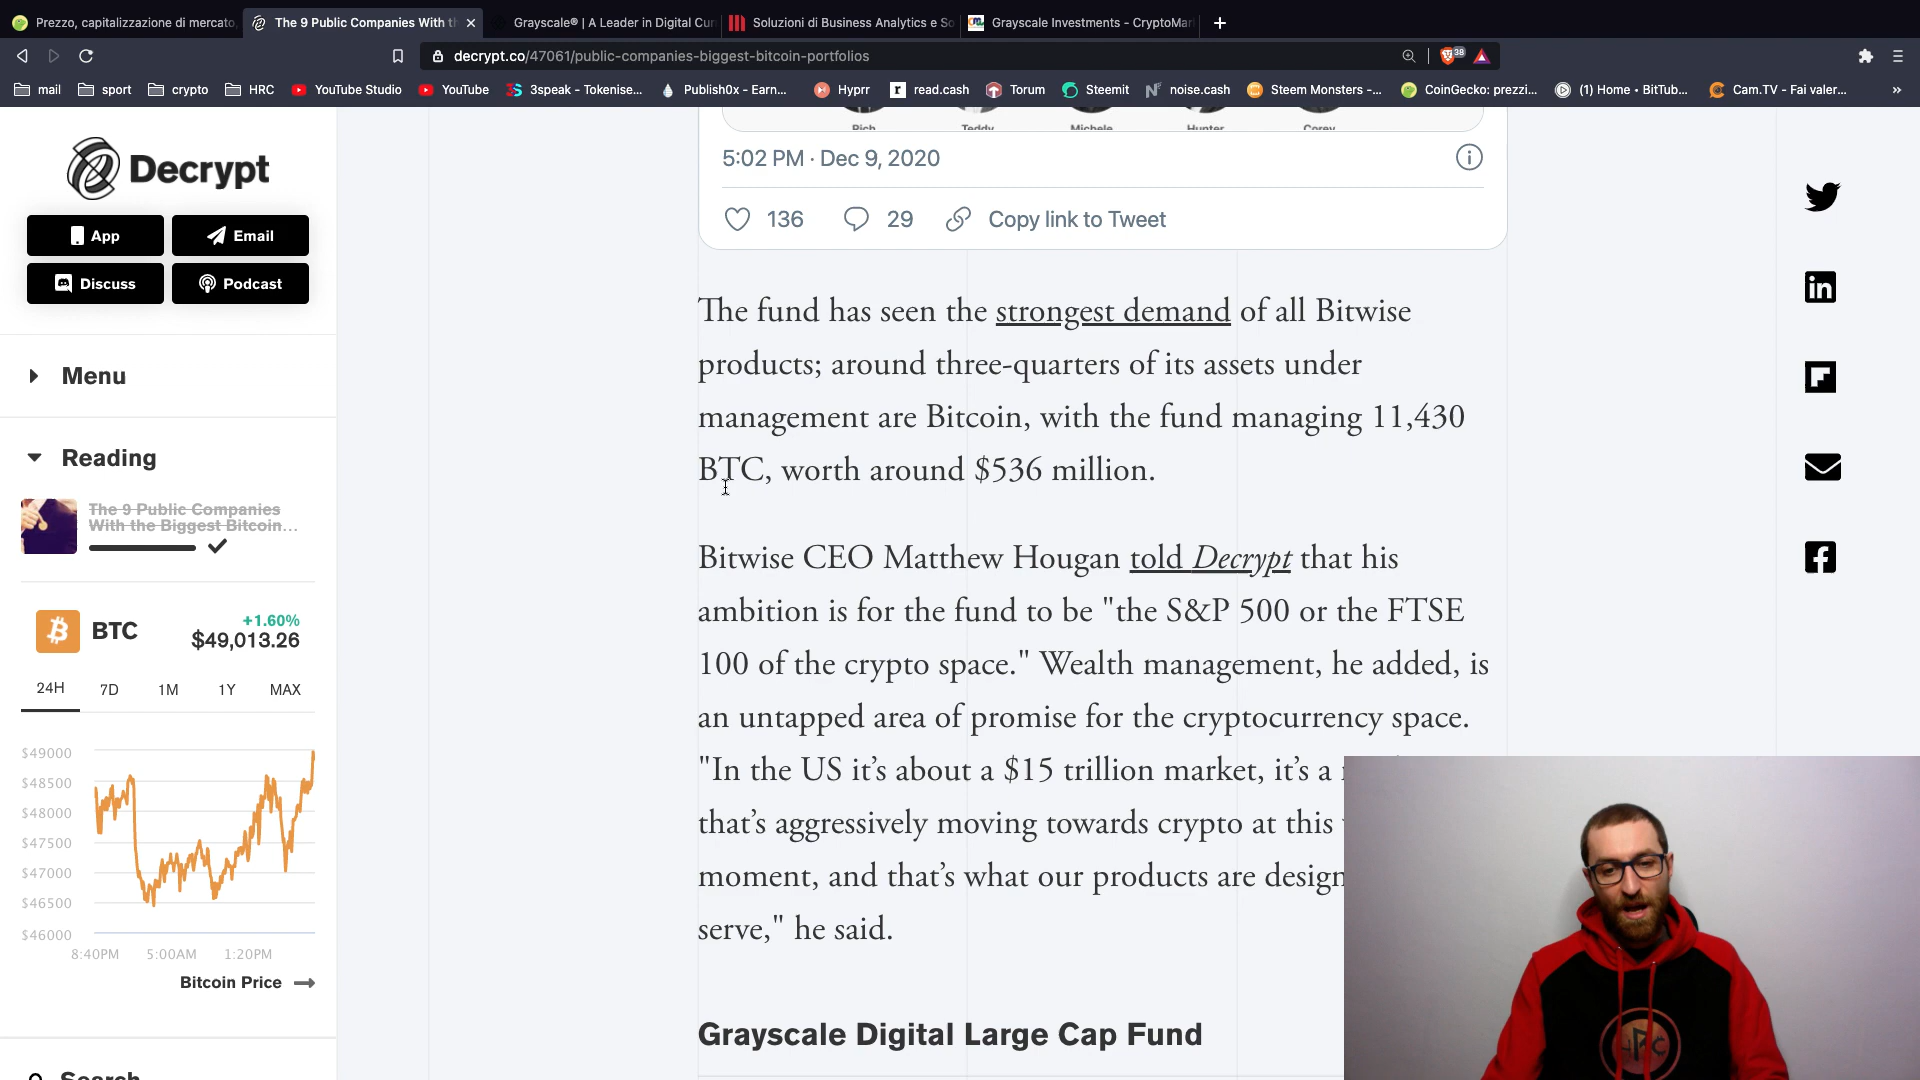 Prezzo, capitalizzazione di mercato,
The 9 Public Companies With th
Grayscale® | A Leader in Digital Cur
Soluzioni di Business Analytics e So
Grayscale Investments - CryptoMar
decrypt.co/47061/public-companies-biggest-bitcoin-portfolios
38
mail
sport
crypto
HRC
YouTube Studio
YouTube
3speak - Tokenise...
Publish0x - Earn...
Hyprr
read.cash
Torum
Steemit
noise.cash
Steem Monsters -...
CoinGecko: prezzi...
(1) Home • BitTub...
Cam.TV - Fai valer...
Decrypt
App
Email
Discuss
Podcast
Menu
Reading
The 9 Public Companies
With the Biggest Bitcoin...
BTC
+1.60%
$49,013.26
24H 7D 1M 1Y MAX
$49000
$48500
$48000
$47500
$47000
$46500
$46000
8:40PM 5:00AM 1:20PM
Bitcoin Price
Search
Rich Teddy Michele Hunter Corey
5:02 PM · Dec 9, 2020
136 29 Copy link to Tweet
The fund has seen the strongest demand of all Bitwise
products; around three-quarters of its assets under
management are Bitcoin, with the fund managing 11,430
BTC, worth around $536 million.
Bitwise CEO Matthew Hougan told Decrypt that his
ambition is for the fund to be "the S&P 500 or the FTSE
100 of the crypto space." Wealth management, he added, is
an untapped area of promise for the cryptocurrency space.
"In the US it's about a $15 trillion market, it's a
that's aggressively moving towards crypto at this
moment, and that's what our products are design
serve," he said.
Grayscale Digital Large Cap Fund
HRC